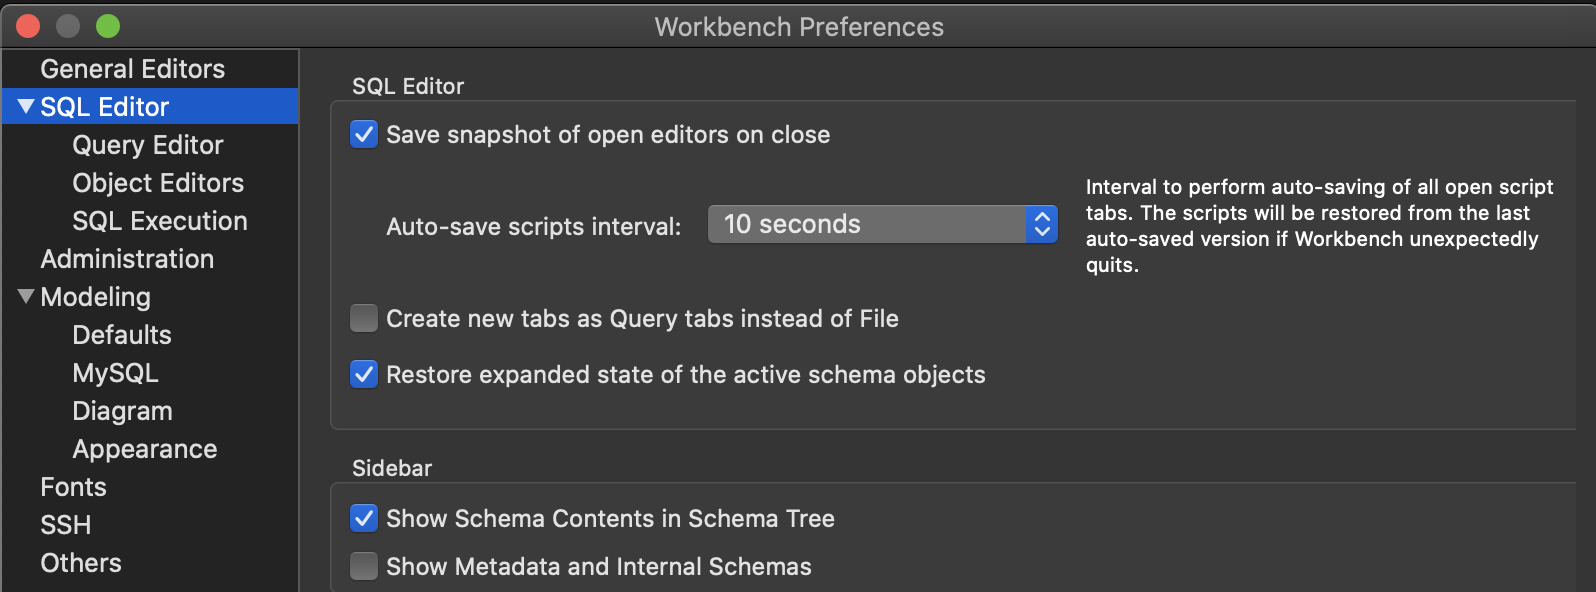 Workbench Preferences
General Editors
SQL Editor
Query Editor
Object Editors
SQL Execution
Administration
Modeling
Defaults
MySQL
Diagram
Appearance
Fonts
SSH
Others
SQL Editor
Save snapshot of open editors on close
Auto-save scripts interval:
10 seconds
Interval to perform auto-saving of all open script
tabs. The scripts will be restored from the last
auto-saved version if Workbench unexpectedly
quits.
Create new tabs as Query tabs instead of File
Restore expanded state of the active schema objects
Sidebar
Show Schema Contents in Schema Tree
Show Metadata and Internal Schemas